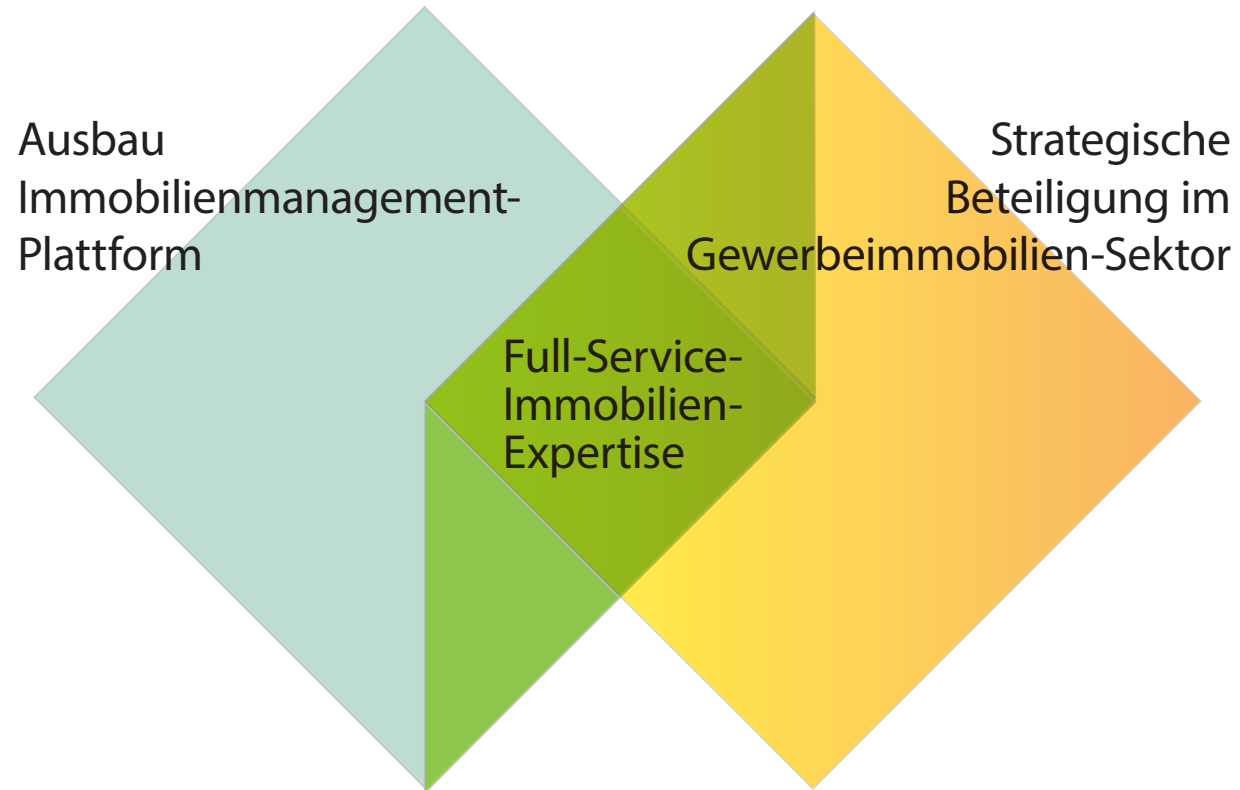 Ausbau
Immobilienmanagement-
Plattform
Strategische
Beteiligung im
Gewerbeimmobilien-Sektor
Full-Service-
Immobilien-
Expertise